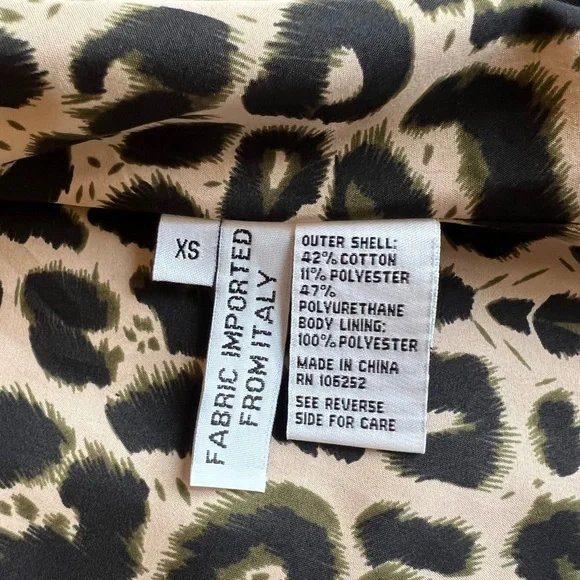 XS
FABRIC IMPORTED
FROM ITALY
OUTER SHELL:
42% COTTON
11% POLYESTER
47%
POLYURETHANE
BODY LINING:
100% POLYESTER
MADE IN CHINA
RN 106252
SEE REVERSE
SIDE FOR CARE